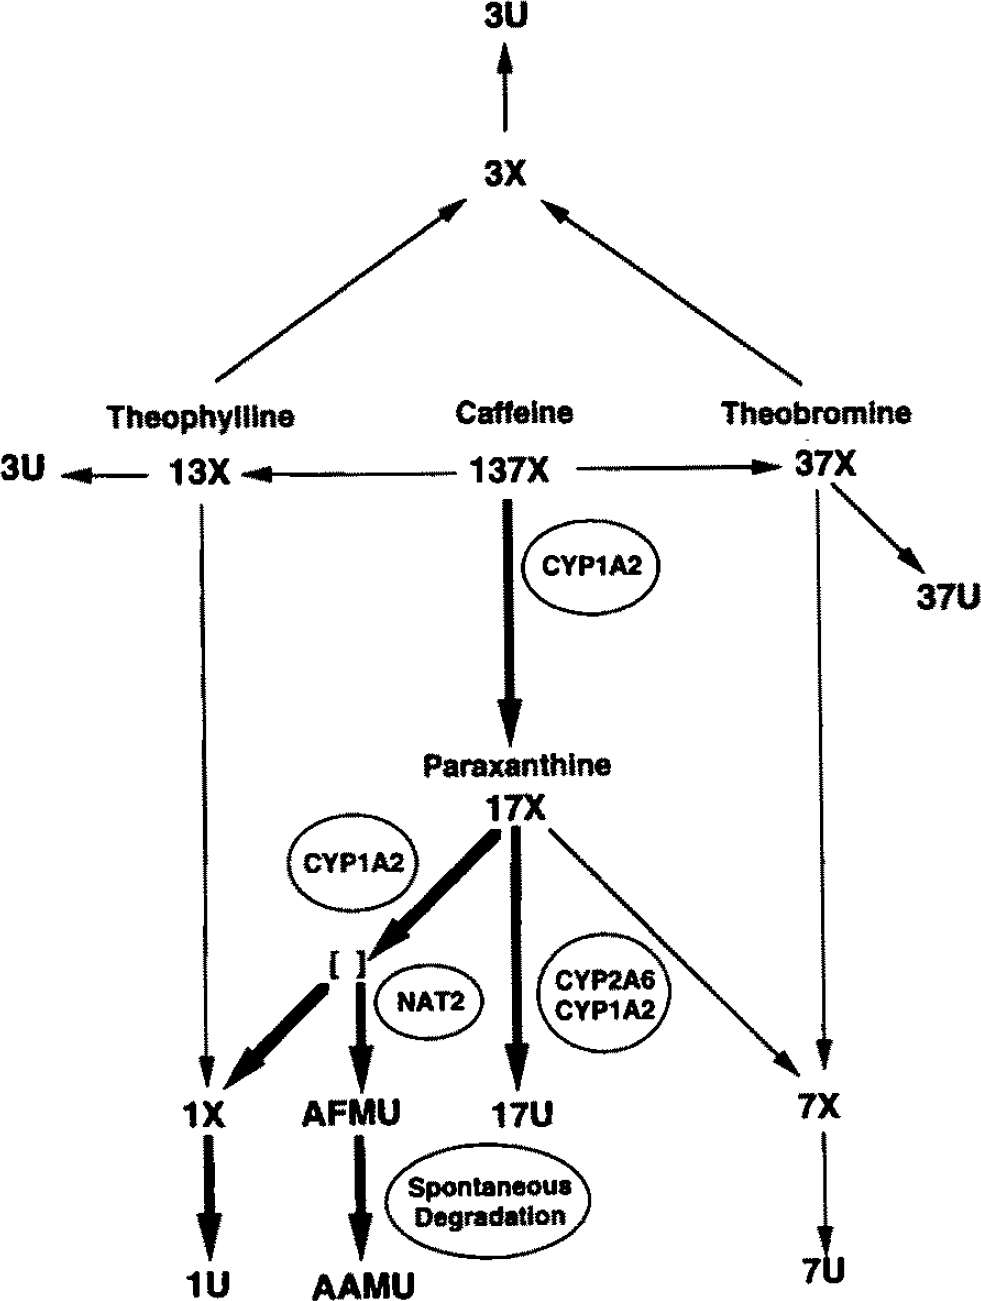 3U
3X
Theophylline
Caffeine
Theobromine
3U
13X
137X
37X
CYP1A2
37U
Paraxanthine
17X
CYP1A2
[ ]
NAT2
CYP2A6
CYP1A2
1X
AFMU
17U
7X
Spontaneous
Degradation
1U
AAMU
7U